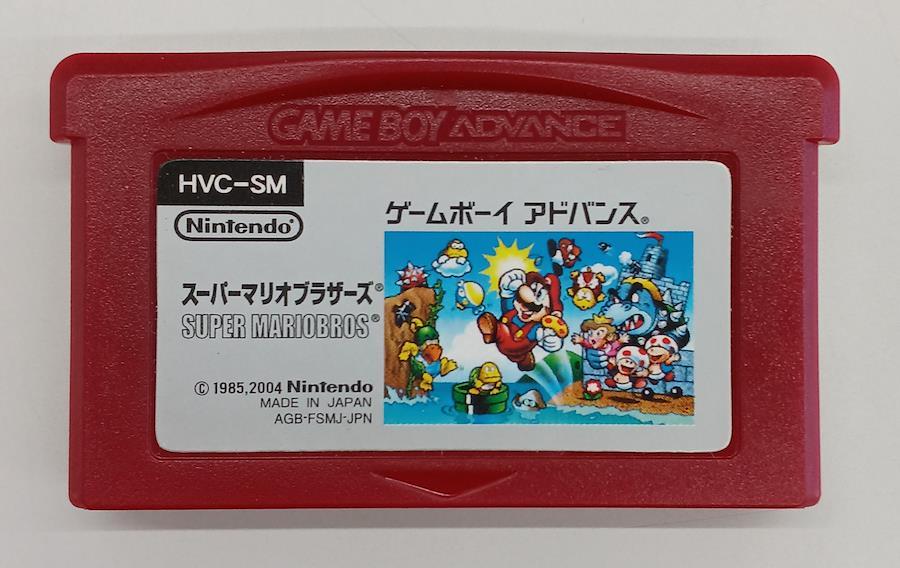 GAME BOY ADVANCE
HVC-SM
Nintendo®
ゲームボーイ アドバンス®
スーパーマリオブラザーズ®
SUPER MARIOBROS®
© 1985,2004 Nintendo
MADE IN JAPAN
AGB-FSMJ-JPN